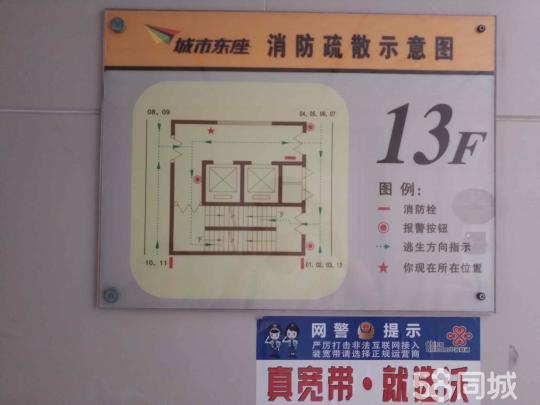 城市东座 消防疏散示意图
08、09
04、05、06、07
下
下
10、11
01、02、03、12
13F
图 例:
消防栓
报警按钮
逃生方向指示
你现在所在位置
网警 提示
严厉打击非法互联网接入
装宽带请选择正规运营商
真宽带·就选沃
58同城